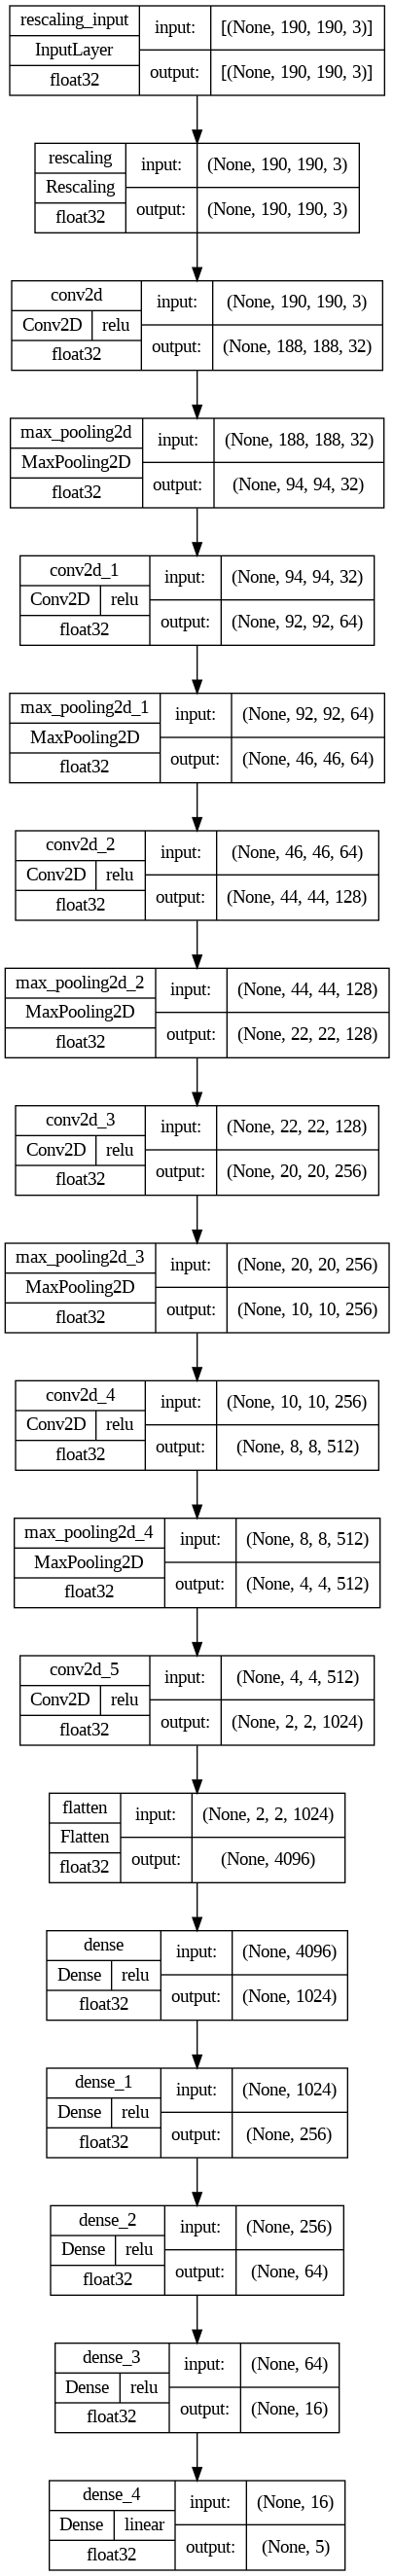 rescaling_input input: [(None, 190, 190, 3)]
InputLayer
float32 output: [(None, 190, 190, 3)]
rescaling input: (None, 190, 190, 3)
Rescaling
float32 output: (None, 190, 190, 3)
conv2d input: (None, 190, 190, 3)
Conv2D relu
float32 output: (None, 188, 188, 32)
max_pooling2d input: (None, 188, 188, 32)
MaxPooling2D
float32 output: (None, 94, 94, 32)
conv2d_1 input: (None, 94, 94, 32)
Conv2D relu
float32 output: (None, 92, 92, 64)
max_pooling2d_1 input: (None, 92, 92, 64)
MaxPooling2D
float32 output: (None, 46, 46, 64)
conv2d_2 input: (None, 46, 46, 64)
Conv2D relu
float32 output: (None, 44, 44, 128)
max_pooling2d_2 input: (None, 44, 44, 128)
MaxPooling2D
float32 output: (None, 22, 22, 128)
conv2d_3 input: (None, 22, 22, 128)
Conv2D relu
float32 output: (None, 20, 20, 256)
max_pooling2d_3 input: (None, 20, 20, 256)
MaxPooling2D
float32 output: (None, 10, 10, 256)
conv2d_4 input: (None, 10, 10, 256)
Conv2D relu
float32 output: (None, 8, 8, 512)
max_pooling2d_4 input: (None, 8, 8, 512)
MaxPooling2D
float32 output: (None, 4, 4, 512)
conv2d_5 input: (None, 4, 4, 512)
Conv2D relu
float32 output: (None, 2, 2, 1024)
flatten input: (None, 2, 2, 1024)
Flatten
float32 output: (None, 4096)
dense input: (None, 4096)
Dense relu
float32 output: (None, 1024)
dense_1 input: (None, 1024)
Dense relu
float32 output: (None, 256)
dense_2 input: (None, 256)
Dense relu
float32 output: (None, 64)
dense_3 input: (None, 64)
Dense relu
float32 output: (None, 16)
dense_4 input: (None, 16)
Dense linear
float32 output: (None, 5)